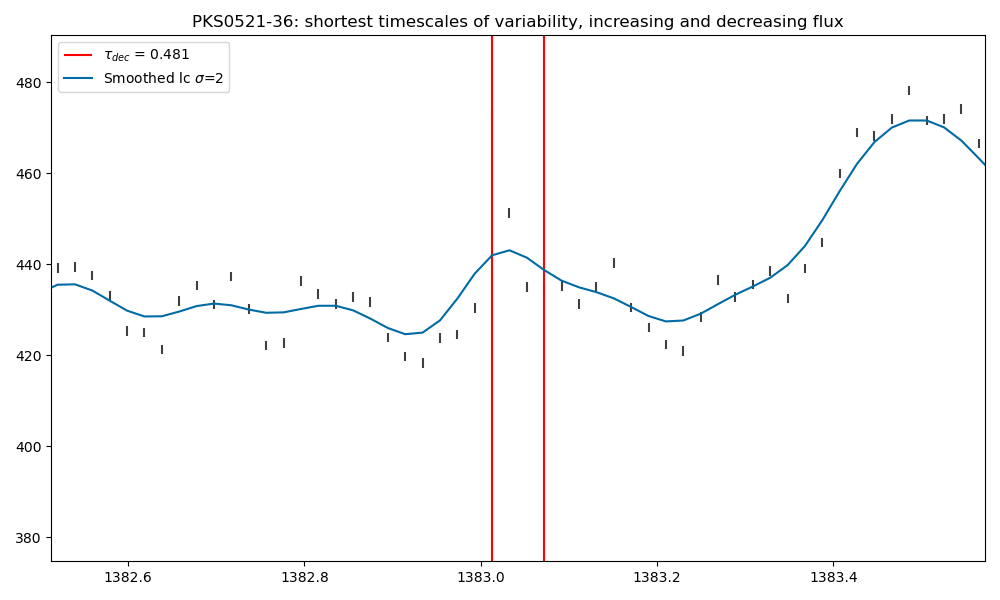 PKS0521-36: shortest timescales of variability, increasing and decreasing flux
τdec = 0.481
Smoothed lc σ=2
480
460
440
420
400
380
1382.6 1382.8 1383.0 1383.2 1383.4